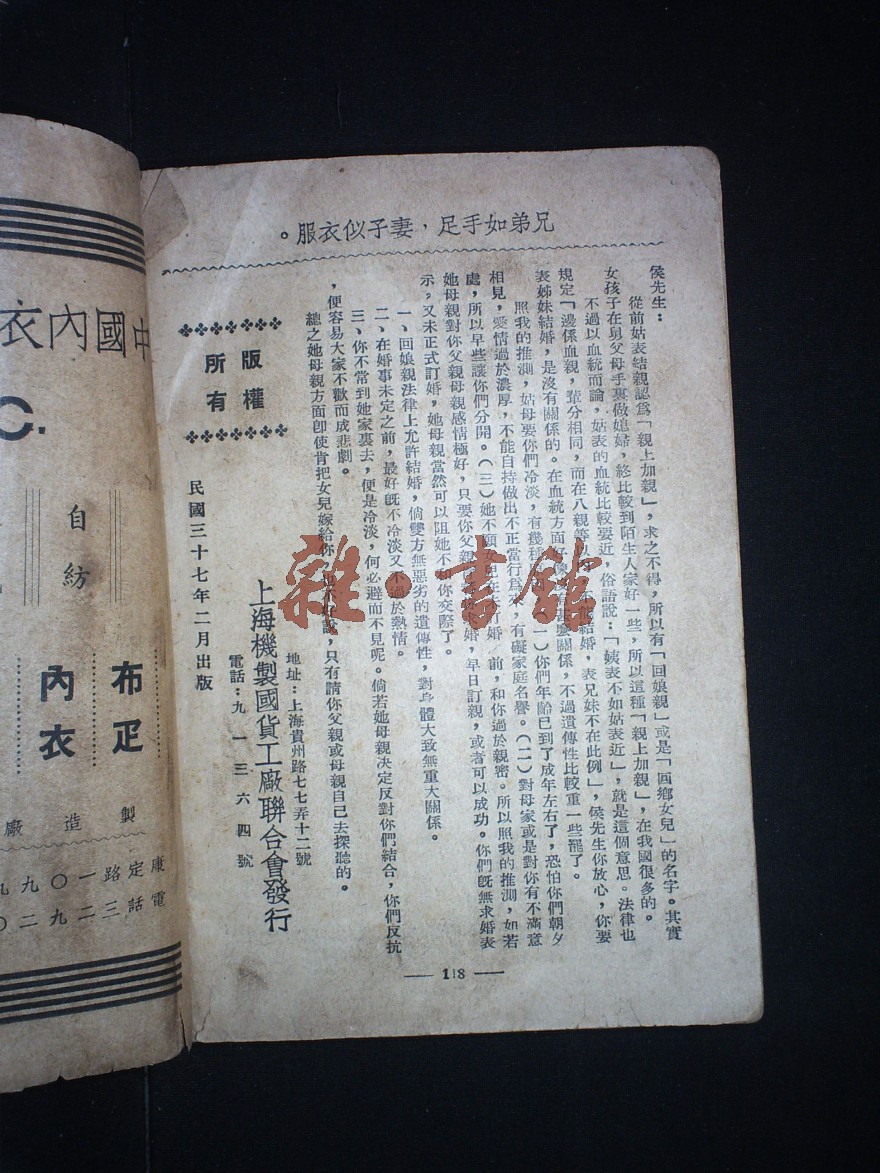 兄弟如手足，妻子似衣服。
侯先生：
從前姑表結親認爲「親上加親」，求之不得，所以有「回娘親」或是「回鄉女兒」的名字。其實
女孩子在舅父母手裏做媳婦，終比較到陌生人家好一些，所以這種「親上加親」，在我國很多的。
不過以血統而論，姑表的血統比較要近，俗語說：「姨表不如姑表近」，就是這個意思。法律也
規定「邊係血親，輩分相同，而在八親等 結婚，表兄妹不在此例」，侯先生你放心，你要
表姊妹結婚，是沒有關係的。在血統方面好 關係，不過遺傳性比較重一些罷了。
照我的推測，姑母要你們冷淡，有幾種 （一）你們年齡已到了成年左右了，恐怕你們朝夕
相見，愛情過於濃厚，不能自持做出不正當行爲 ，有礙家庭名譽。（二）對母家或是對你有不滿意
處，所以早些讓你們分開。（三）她不願 訂婚 前，和你過於親密。所以照我的推測，如若
她母親對你父親母親感情極好，只要你父親 求婚，早日訂親，或者可以成功。你們旣無求婚表
示，又未正式訂婚，她母親當然可以阻她不和你交際了。
一、回娘親法律上允許結婚，倘雙方無惡劣的遺傳性，對身體大致無重大關係。
二、在婚事未定之前，最好旣不冷淡又不過於熱情。
三、你不常到她家裏去，便是冷淡，何必避而不見呢。倘若她母親決定反對你們結合，你們反抗
，便容易大家不歡而成悲劇。
總之她母親方面卽使肯把女兒嫁給你， 說，只有請你父親或母親自己去探聽的。
版權
所有
地址：上海貴州路七七弄十二號
上海機製國貨工廠聯合會發行
電話：九一三六四號
民國三十七年二月出版
118
雜·書館
中國內衣
C.
自紡
布疋
內衣
製造廠
康定路一〇九九
電話三二九二〇